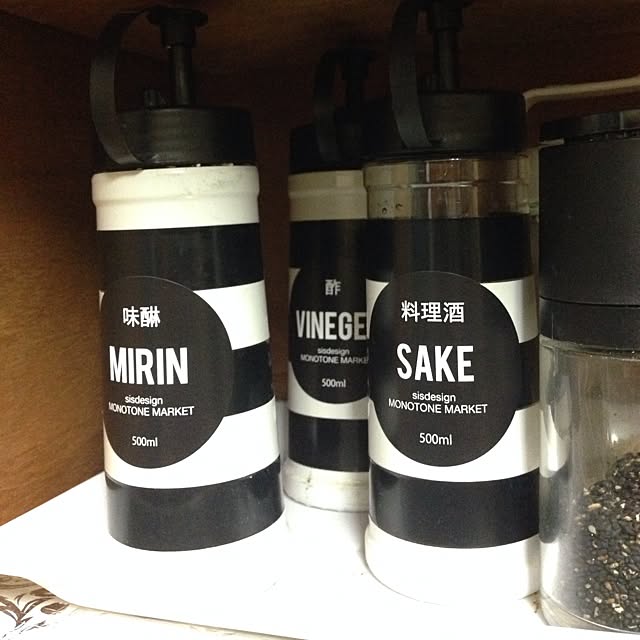 味醂
MIRIN
sisdesign
MONOTONE MARKET
500ml
酢
VINEGE
sisdesign
MONOTONE MARKE
500ml
料理酒
SAKE
sisdesign
MONOTONE MARKET
500ml